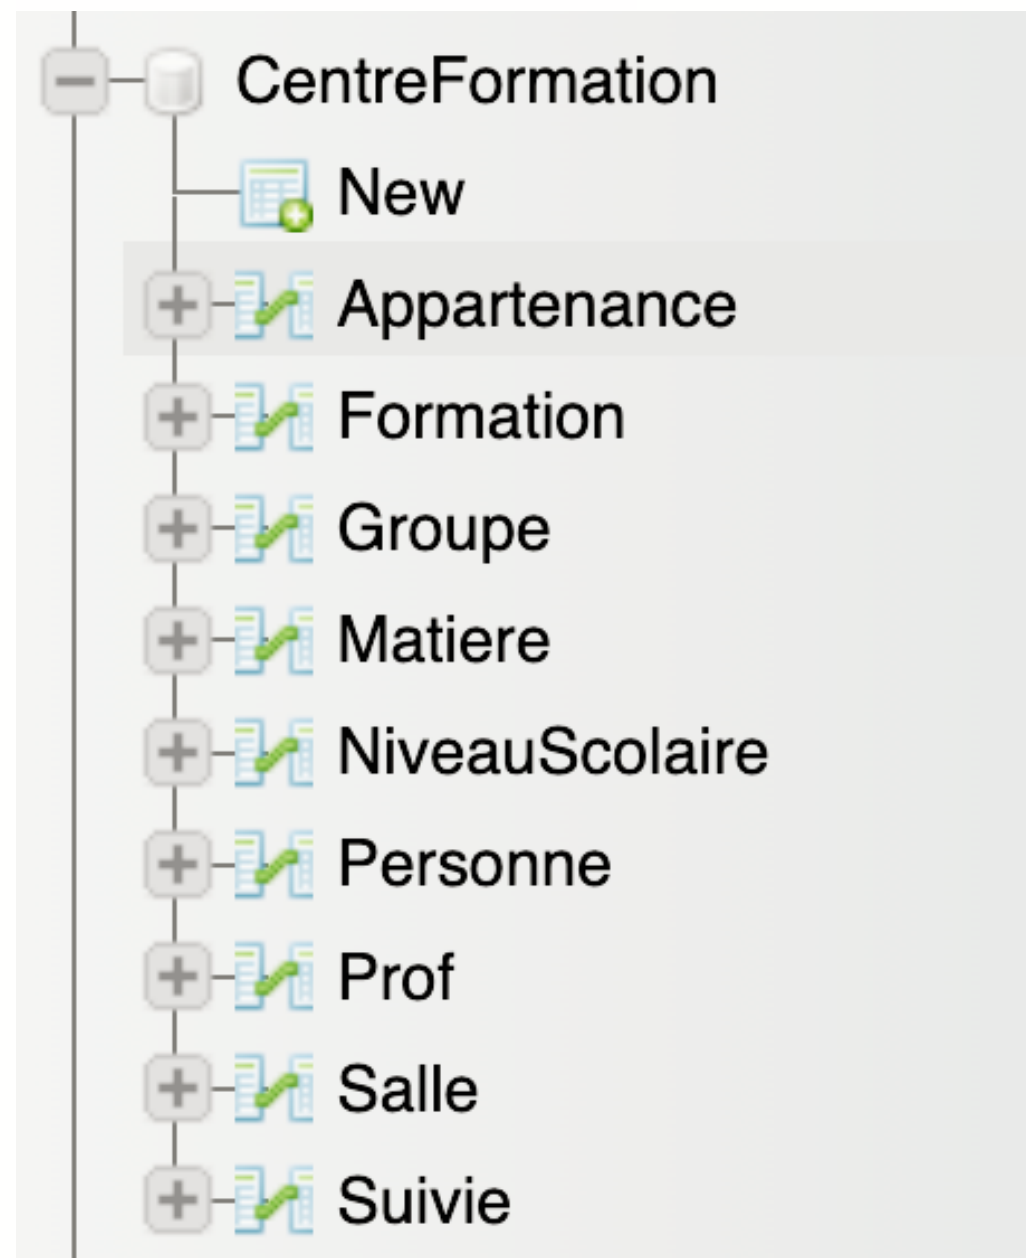 CentreFormation
New
Appartenance
Formation
Groupe
Matiere
NiveauScolaire
Personne
Prof
Salle
Suivie